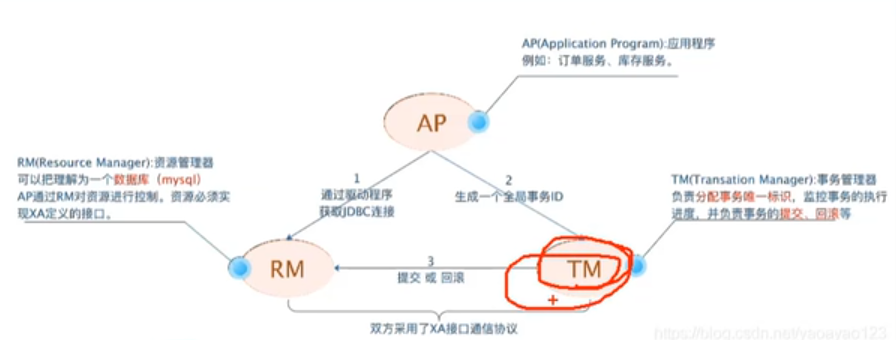 AP(Application Program):应用程序
例如：订单服务、库存服务。
AP
RM(Resource Manager):资源管理器
可以把理解为一个数据库（mysql）
AP通过RM对资源进行控制。资源必须实
现XA定义的接口。
1
通过驱动程序
获取JDBC连接
2
生成一个全局事务ID
TM(Transation Manager):事务管理器
负责分配事务唯一标识，监控事务的执行
进度，并负责事务的提交、回滚等
RM
3
提交 或 回滚
TM
双方采用了XA接口通信协议
https://blog.csdn.net/yaoayao123